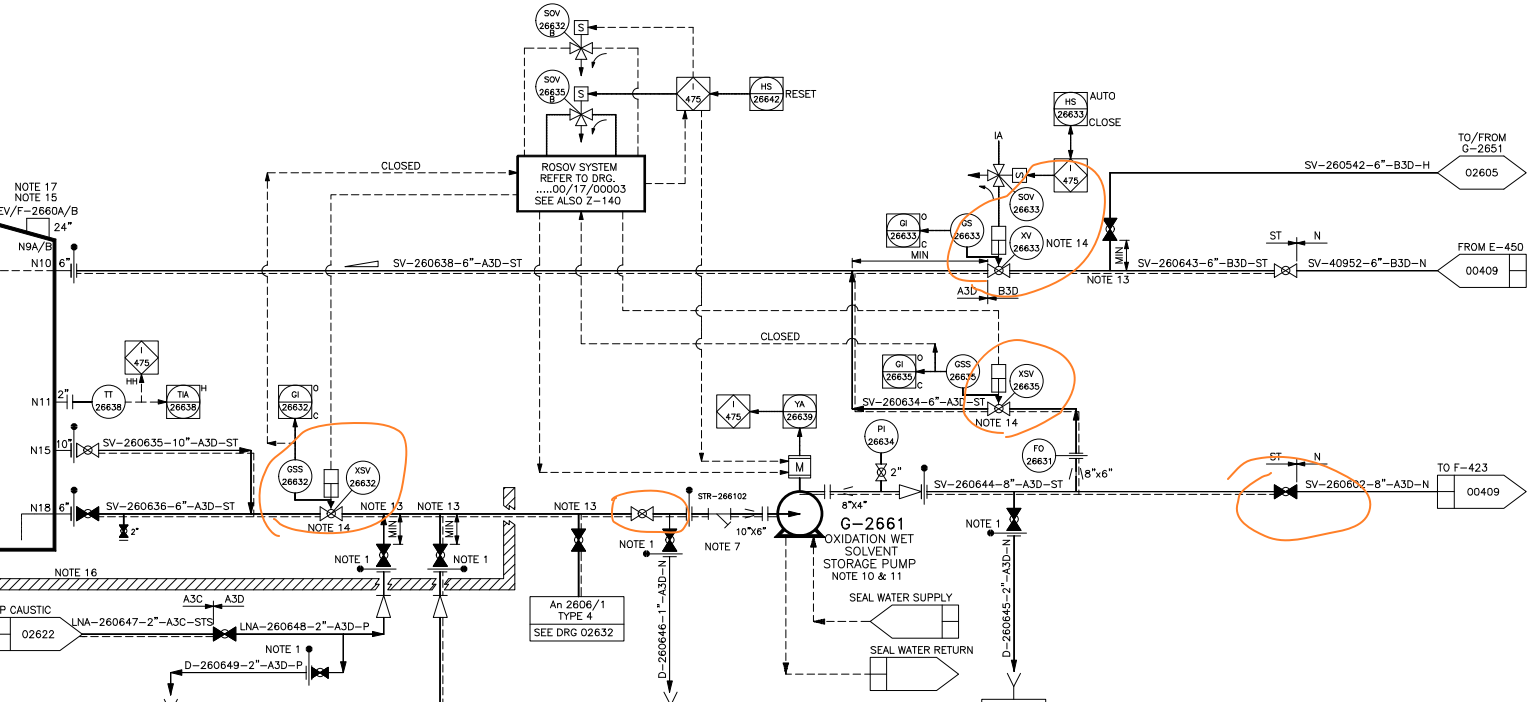 SOV
26632
B
S
SOV
26635
B
S
I
475
HS
26642
RESET
HS
26633
AUTO
CLOSE
IA
S
I
475
SOV
26633
TO/FROM
G-2651
SV-260542-6"-B3D-H
02605
CLOSED
ROSOV SYSTEM
REFER TO DRG.
.....00/17/00003
SEE ALSO Z-140
NOTE 17
NOTE 15
EV/F-2660A/B
24"
N9A/B
N10
6"
SV-260638-6"-A3D-ST
GI
26633
O
C
GS
26633
XV
26633
NOTE 14
MIN
A3D
B3D
MIN
SV-260643-6"-B3D-ST
NOTE 13
ST
N
SV-40952-6"-B3D-N
FROM E-450
00409
CLOSED
I
475
HH
N11
2"
TT
26638
TIA
26638
H
GI
26632
O
C
GI
26635
O
C
GSS
26635
XSV
26635
SV-260634-6"-A3D-ST
NOTE 14
I
475
YA
26639
PI
26634
2"
FO
26631
8"x6"
N15
10"
SV-260635-10"-A3D-ST
GSS
26632
XSV
26632
M
N18
6"
SV-260636-6"-A3D-ST
2"
NOTE 14
NOTE 13
MIN
MIN
NOTE 13
STR-266102
10"X6"
NOTE 7
8"X4"
SV-260644-8"-A3D-ST
ST
N
SV-260602-8"-A3D-N
TO F-423
00409
G-2661
OXIDATION WET
SOLVENT
STORAGE PUMP
NOTE 10 & 11
NOTE 1
NOTE 1
NOTE 1
NOTE 1
NOTE 16
P CAUSTIC
02622
A3C
A3D
LNA-260647-2"-A3C-STS
LNA-260648-2"-A3D-P
NOTE 1
D-260649-2"-A3D-P
An 2606/1
TYPE 4
SEE DRG 02632
D-260646-1"-A3D-N
SEAL WATER SUPPLY
SEAL WATER RETURN
D-260645-2"-A3D-N